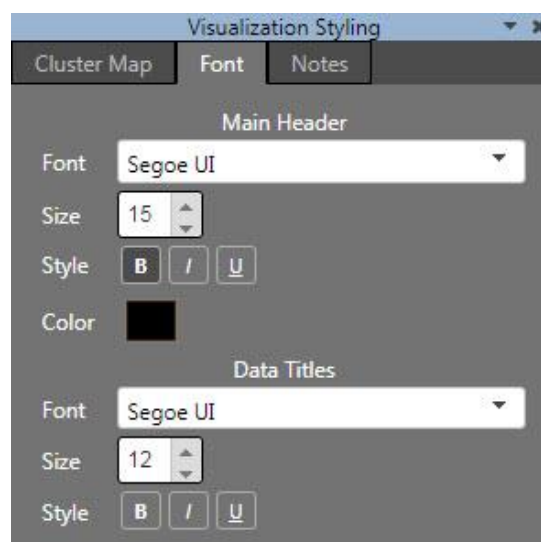 Visualization Styling
Cluster Map Font Notes
Main Header
Font Segoe UI
Size 15
Style B I U
Color
Data Titles
Font Segoe UI
Size 12
Style B I U